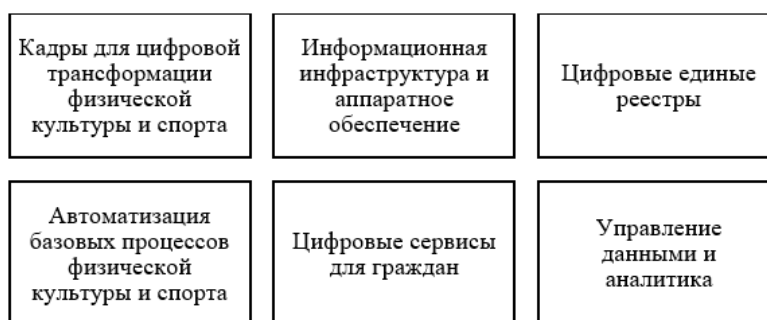 Кадры для цифровой
трансформации
физической
культуры и спорта
Информационная
инфраструктура и
аппаратное
обеспечение
Цифровые единые
реестры
Автоматизация
базовых процессов
физической
культуры и спорта
Цифровые сервисы
для граждан
Управление
данными и
аналитика